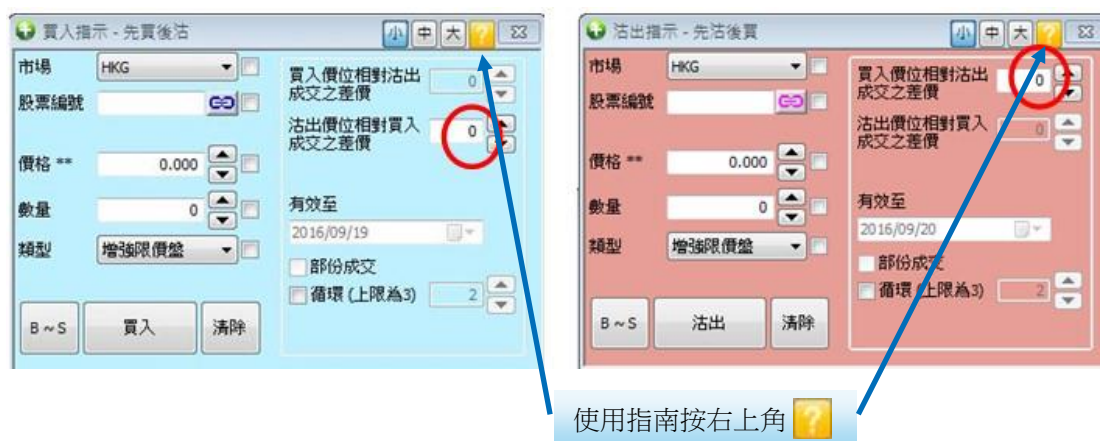 買入指示 - 先買後沽
小 中 大 ?
市場 HKG
股票編號
價格 ** 0.000
數量 0
類型 增強限價盤
B ~ S 買入 清除
買入價位相對沽出 0
成交之差價
沽出價位相對買入 0
成交之差價
有效至
2016/09/19
部份成交
循環 (上限為3) 2
沽出指示 - 先沽後買
小 中 大 ?
市場 HKG
股票編號
價格 ** 0.000
數量 0
類型 增強限價盤
B ~ S 沽出 清除
買入價位相對沽出 0
成交之差價
沽出價位相對買入 0
成交之差價
有效至
2016/09/20
部份成交
循環 (上限為3) 2
使用指南按右上角 ?